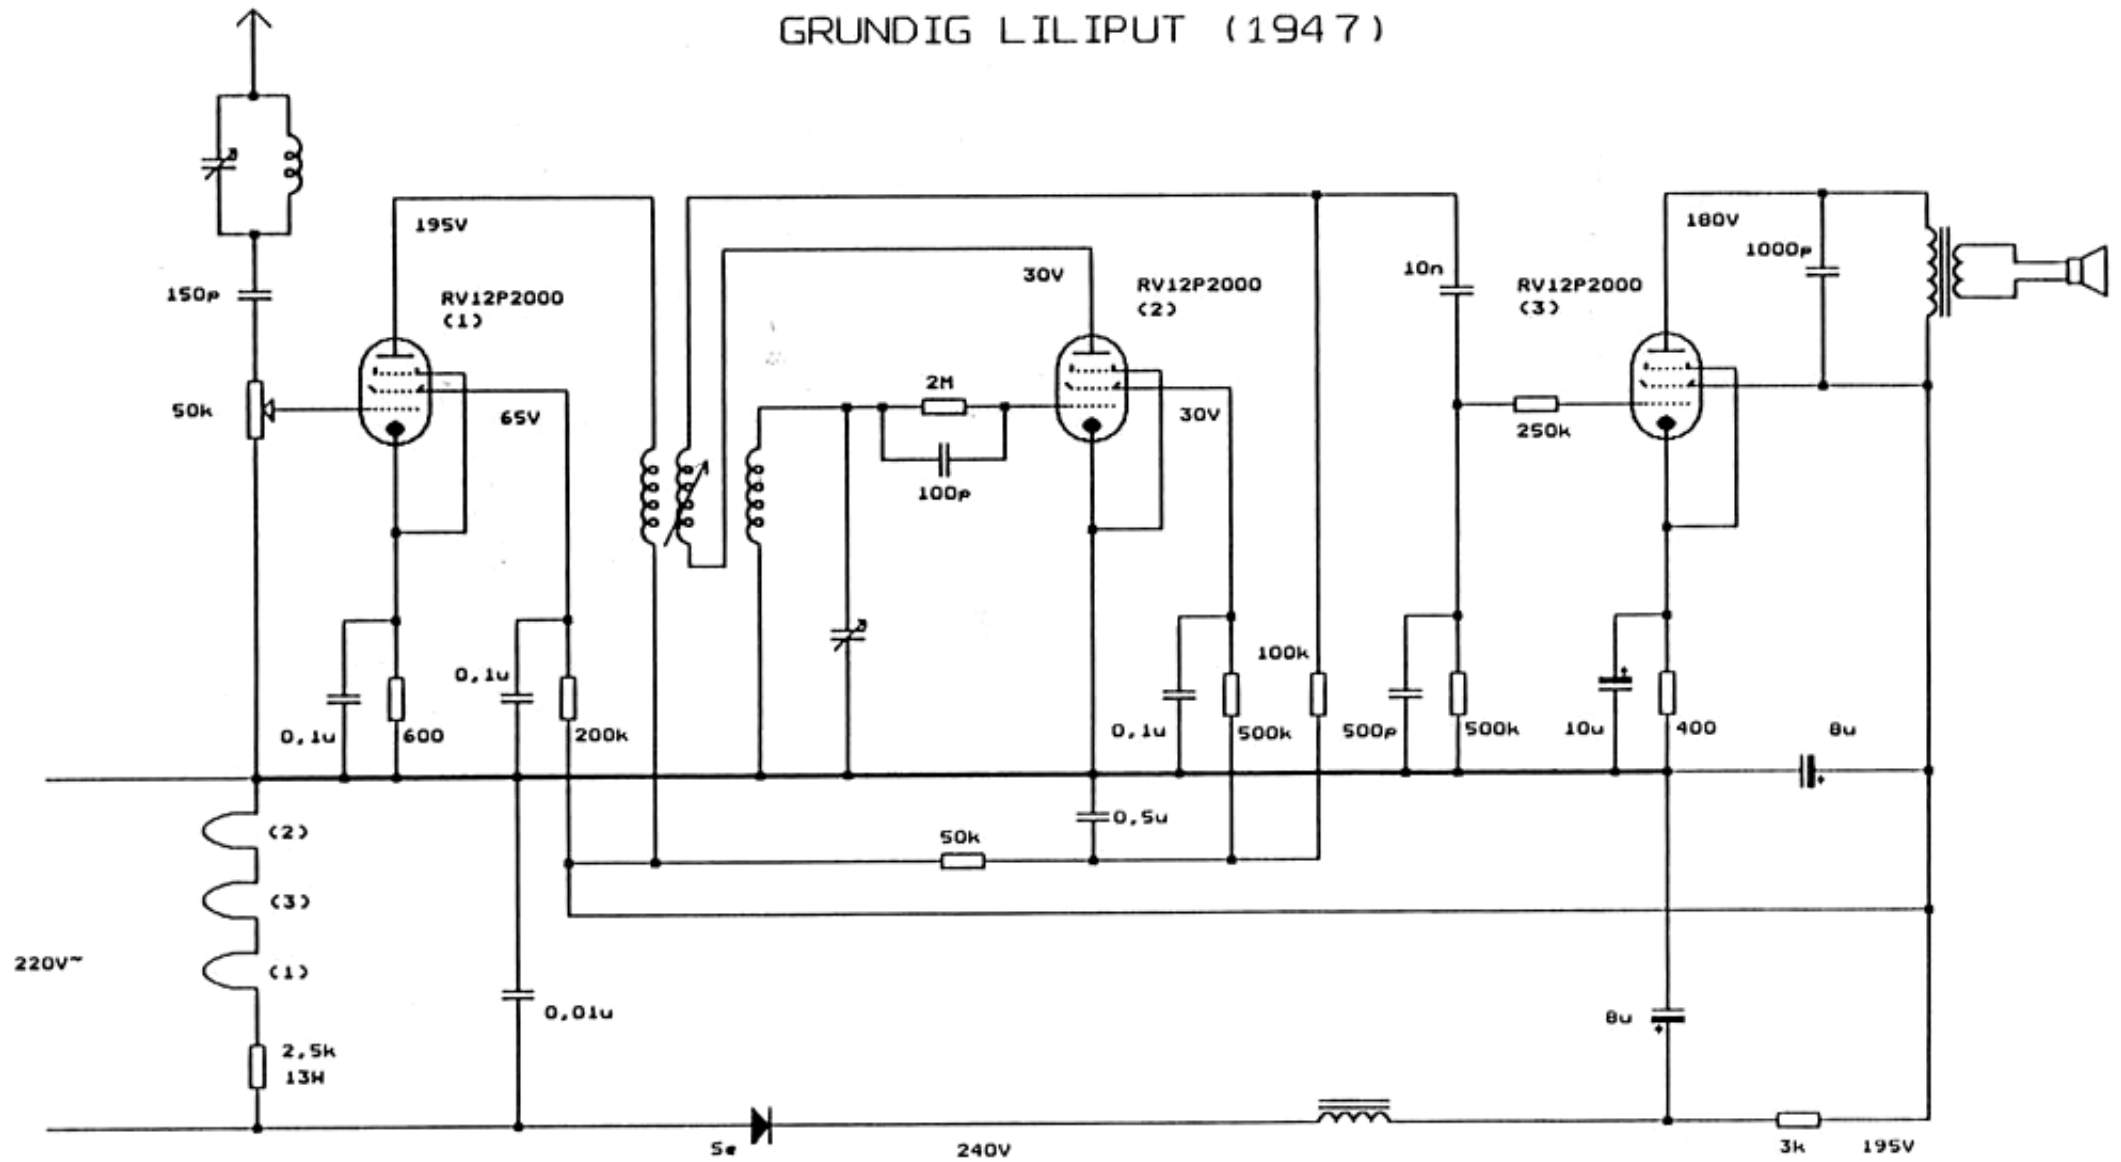 GRUNDIG LILIPUT (1947)
195V
180V
1000p
150p
RV12P2000
(1)
30V
RV12P2000
(2)
10n
RV12P2000
(3)
50k
65V
2M
30V
250k
100p
0,1u
600
0,1u
200k
0,1u
500k
100k
500p
500k
10u
400
8u
(2)
0,5u
50k
(3)
220V~
(1)
0,01u
8u
2,5k
13W
Se
240V
3k
195V